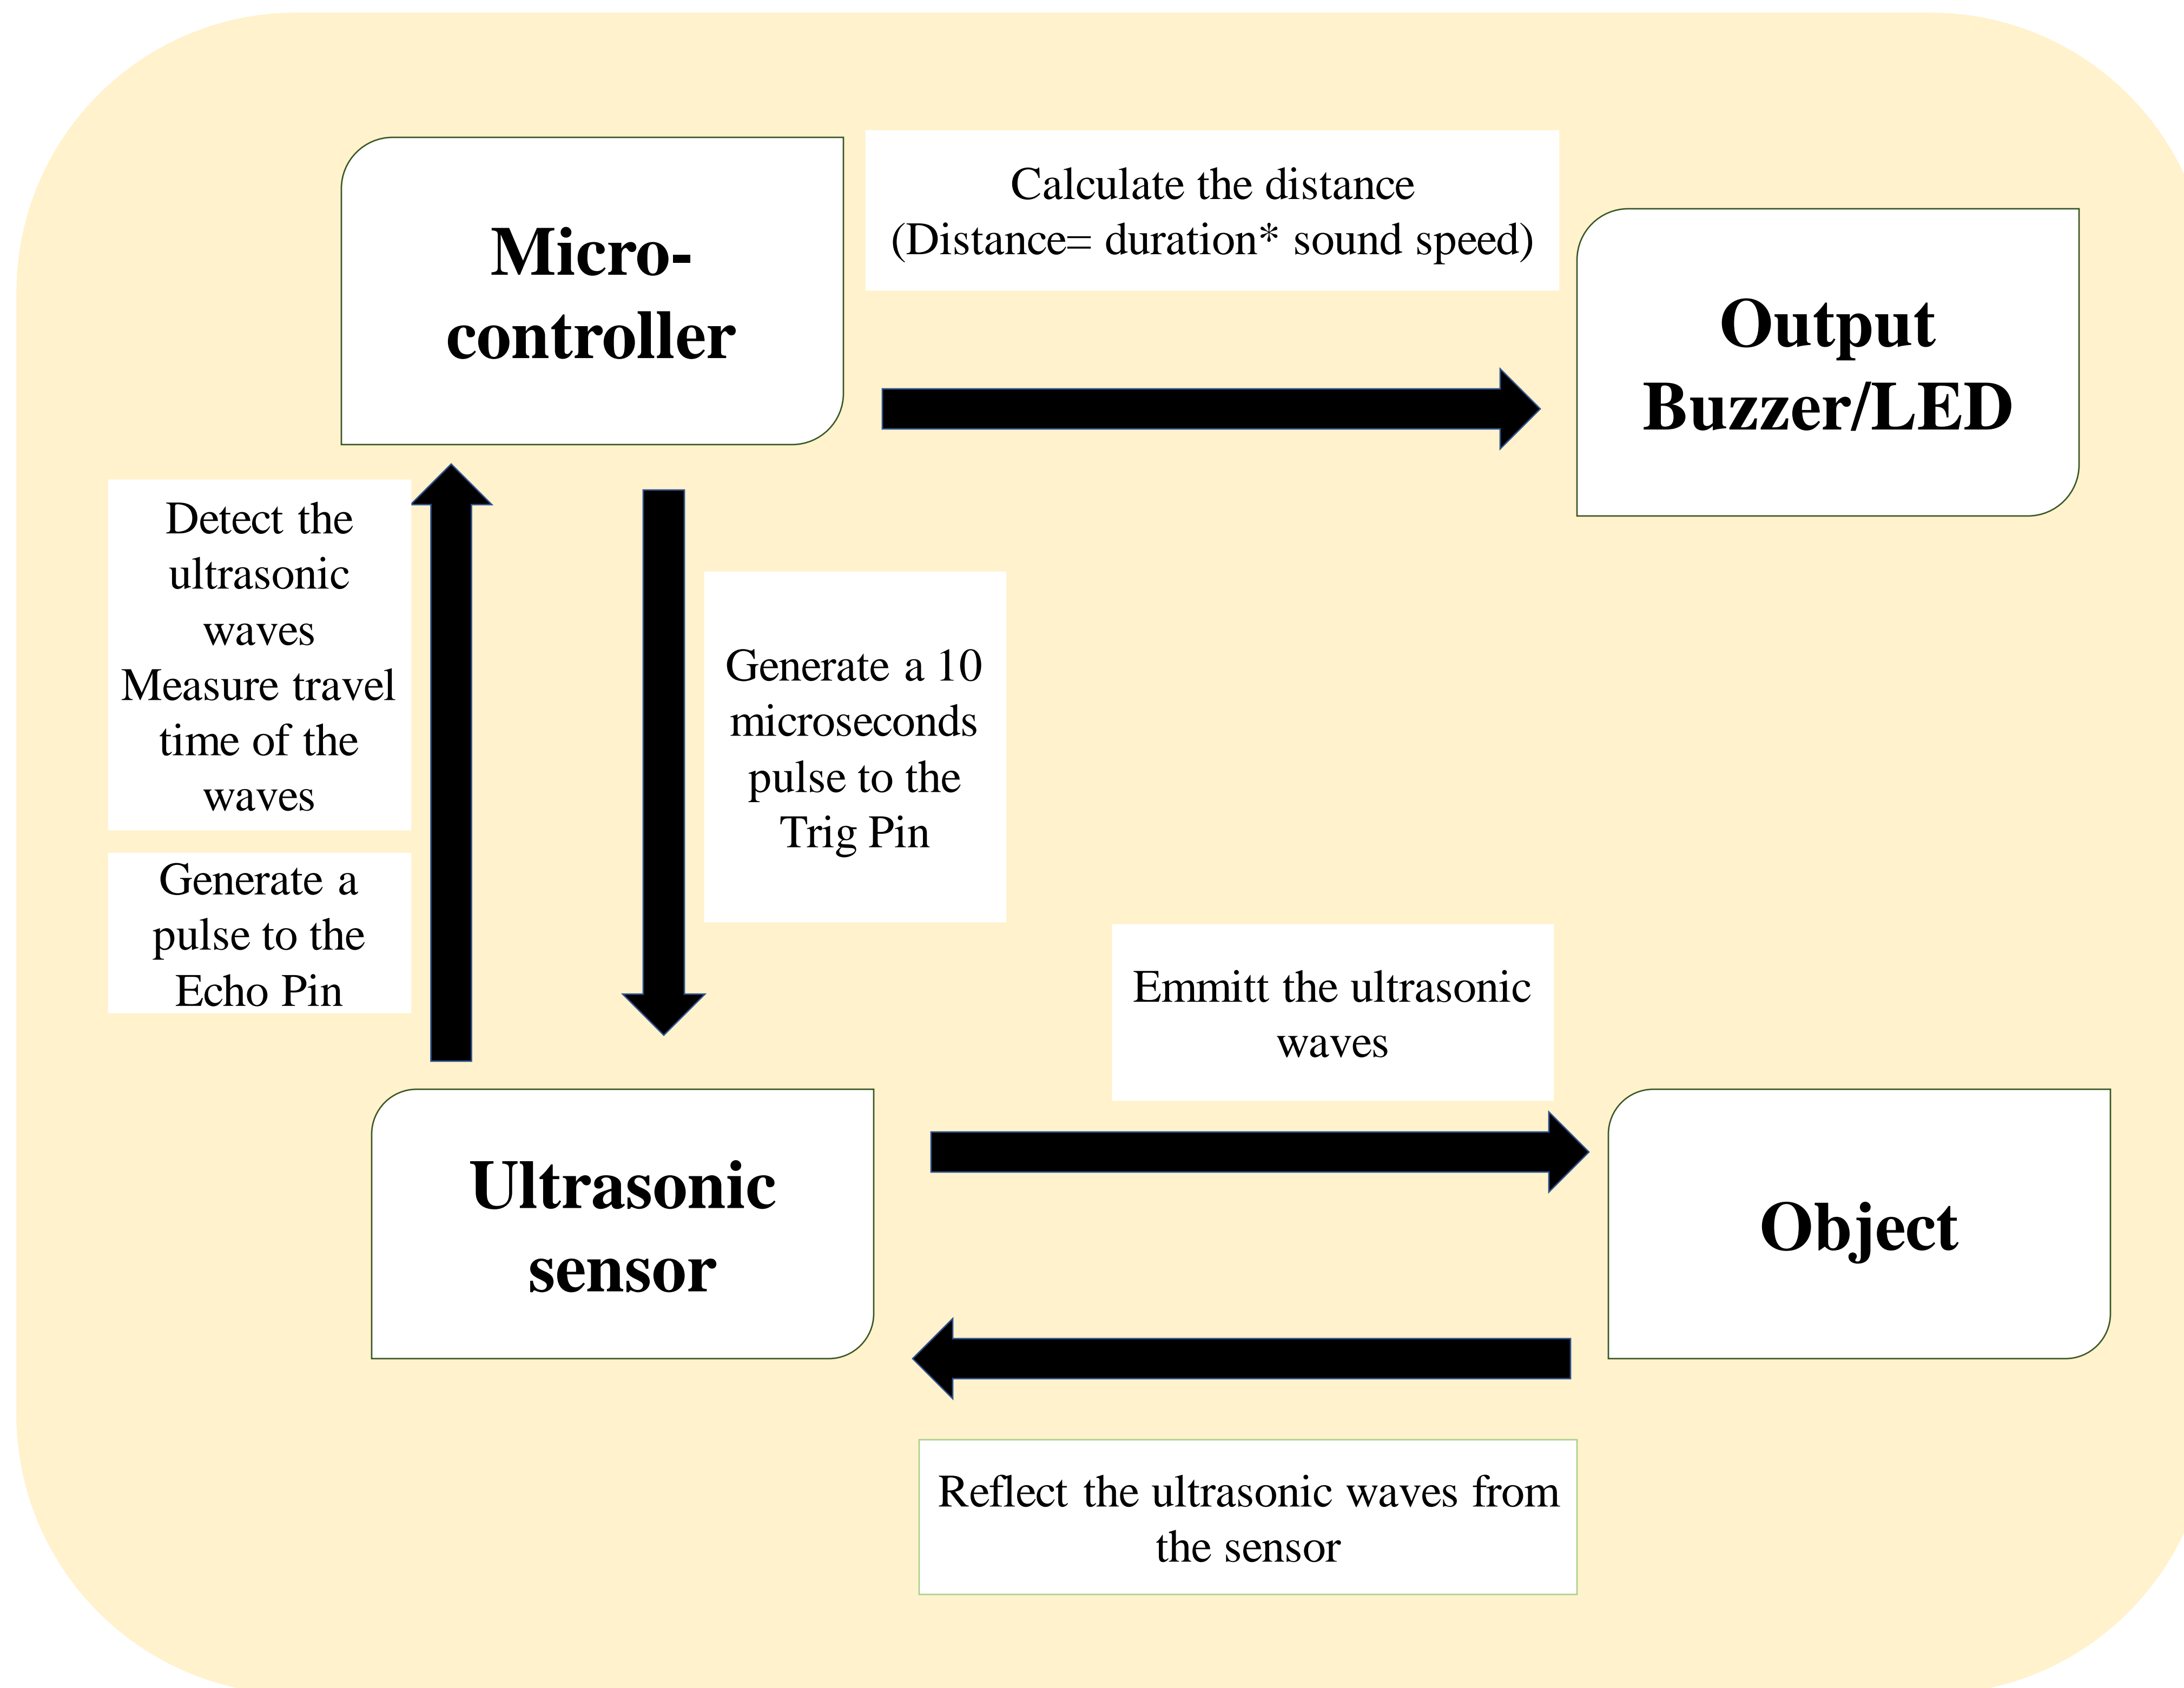 Micro-
controller
Calculate the distance
(Distance= duration* sound speed)
Output
Buzzer/LED
Detect the
ultrasonic
waves
Measure travel
time of the
waves
Generate a
pulse to the
Echo Pin
Generate a 10
microseconds
pulse to the
Trig Pin
Emmitt the ultrasonic
waves
Ultrasonic
sensor
Object
Reflect the ultrasonic waves from
the sensor